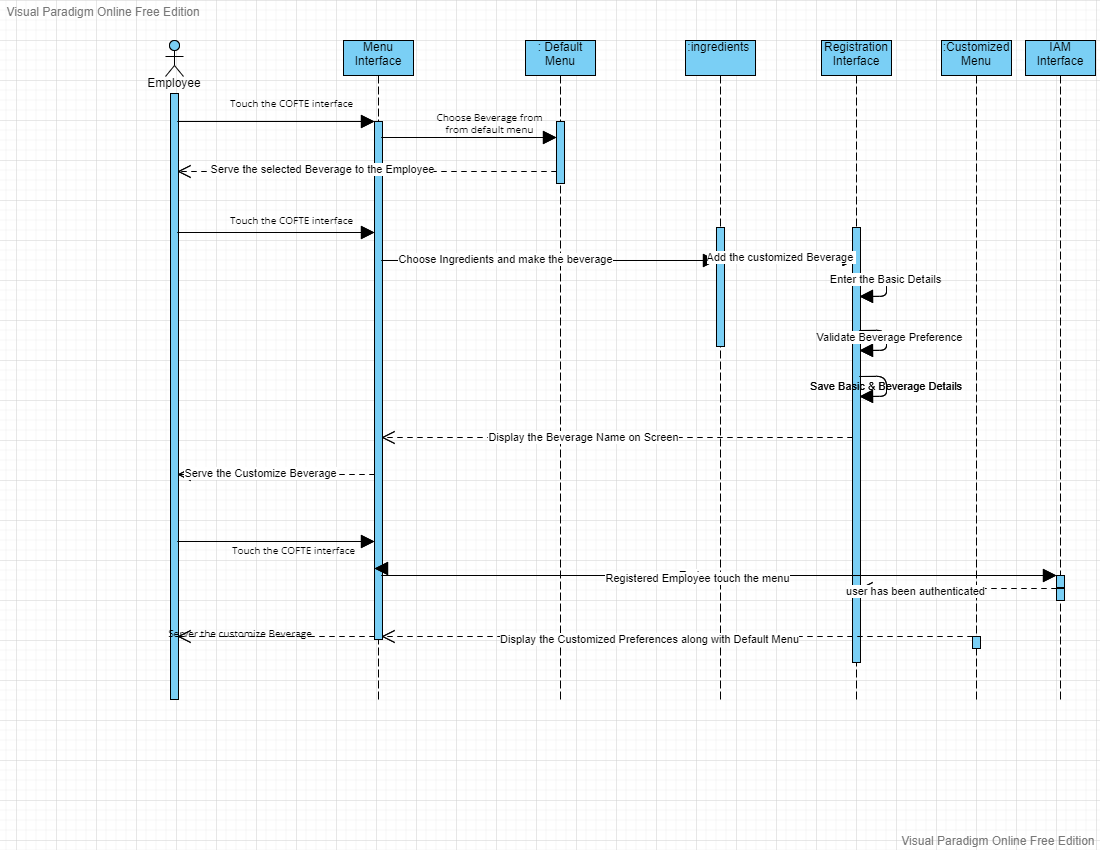 Visual Paradigm Online Free Edition
Employee
Menu
Interface
: Default
Menu
:ingredients
Registration
Interface
:Customized
Menu
IAM
Interface
Touch the COFTE interface
Choose Beverage from
from default menu
Serve the selected Beverage to the Employee
Touch the COFTE interface
Choose Ingredients and make the beverage
Add the customized Beverage
Enter the Basic Details
Validate Beverage Preference
Save Basic & Beverage Details
Display the Beverage Name on Screen
Serve the Customize Beverage
Touch the COFTE interface
Registered Employee touch the menu
user has been authenticated
the customize Beverage
Display the Customized Preferences along with Default Menu
Visual Paradigm Online Free Edition